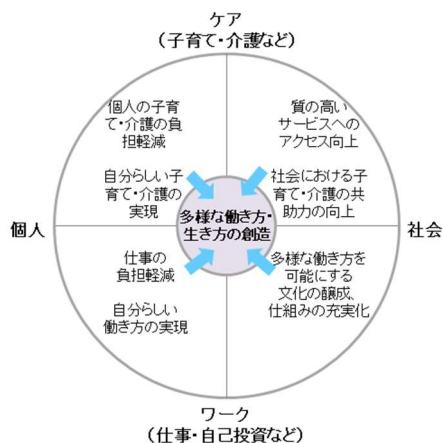 ケア
（子育て・介護など）
個人の子育
て・介護の負
担軽減
自分らしい子
育て・介護の
実現
質の高い
サービスへの
アクセス向上
社会における子
育て・介護の共
助力の向上
個人
多様な働き方・
生き方の創造
社会
仕事の
負担軽減
自分らしい
働き方の実現
多様な働き方を
可能にする
文化の醸成、
仕組みの充実化
ワーク
（仕事・自己投資など）